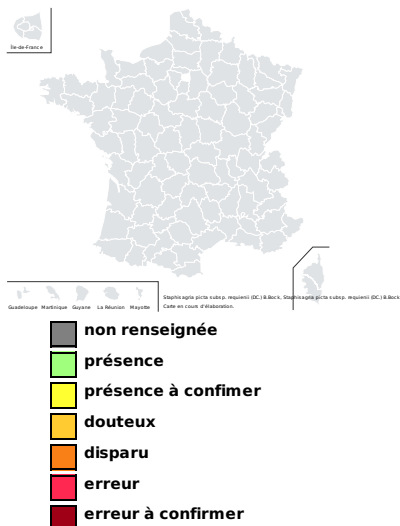 Île-de-France
Guadeloupe Martinique Guyane La Réunion Mayotte
Staphisagria picta subsp. requienii (DC.) B.Bock, Staphisagria picta subsp. requienii (DC.) B.Bock
Carte en cours d'élaboration.
non renseignée
présence
présence à confimer
douteux
disparu
erreur
erreur à confirmer